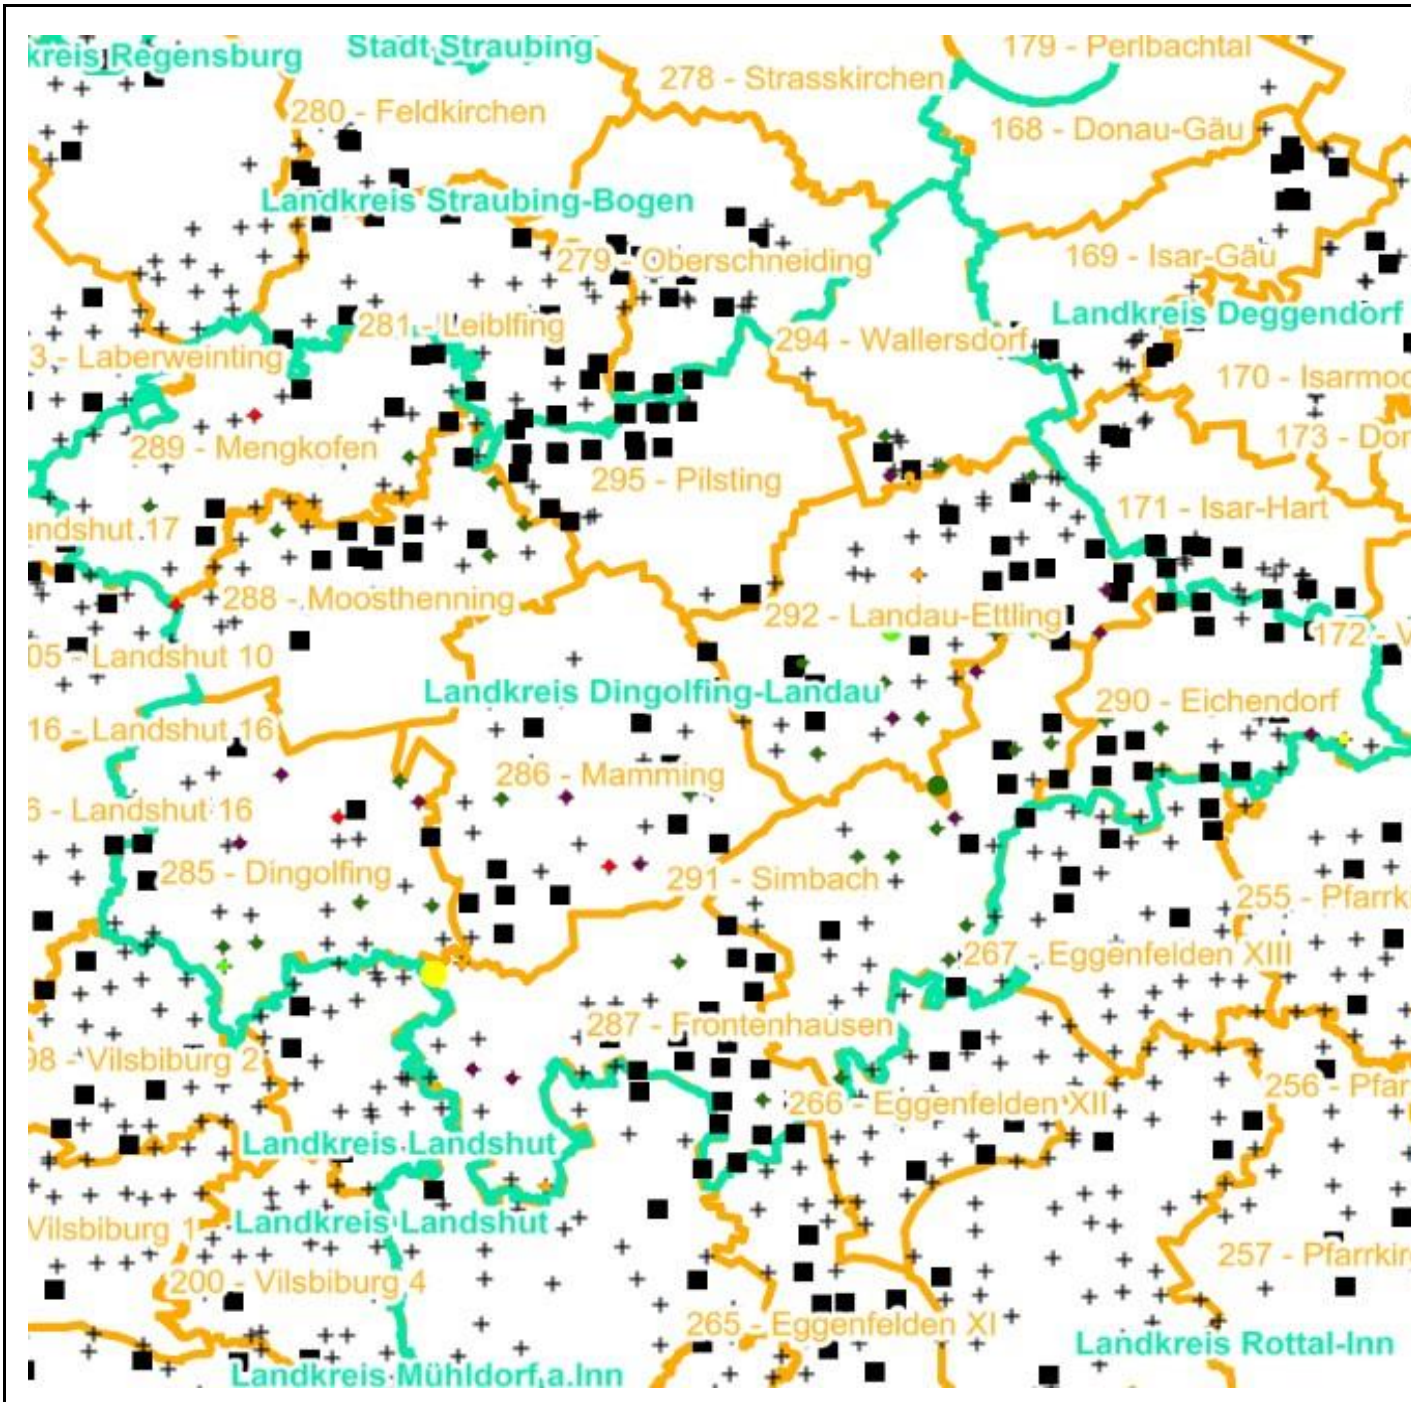 kreis Regensburg
Stadt Straubing
179 - Perlbachtal
278 - Strasskirchen
280 - Feldkirchen
168 - Donau-Gäu
Landkreis Straubing-Bogen
279 - Oberschneiding
169 - Isar-Gäu
Landkreis Deggendorf
281 - Leiblfing
294 - Wallersdorf
3 - Laberweinting
170 - Isarmoo
289 - Mengkofen
173 - Dor
295 - Pilsting
171 - Isar-Hart
andshut 17
288 - Moosthenning
292 - Landau-Ettling
172 - V
05 - Landshut 10
Landkreis Dingolfing-Landau
290 - Eichendorf
16 - Landshut 16
286 - Mamming
6 - Landshut 16
285 - Dingolfing
291 - Simbach
255 - Pfarrk
267 - Eggenfelden XIII
287 - Frontenhausen
98 - Vilsbiburg 2
256 - Pfar
266 - Eggenfelden XII
Landkreis Landshut
Landkreis Landshut
Vilsbiburg 1
257 - Pfarrkir
200 - Vilsbiburg 4
265 - Eggenfelden XI
Landkreis Rottal-Inn
Landkreis Mühldorf a.Inn